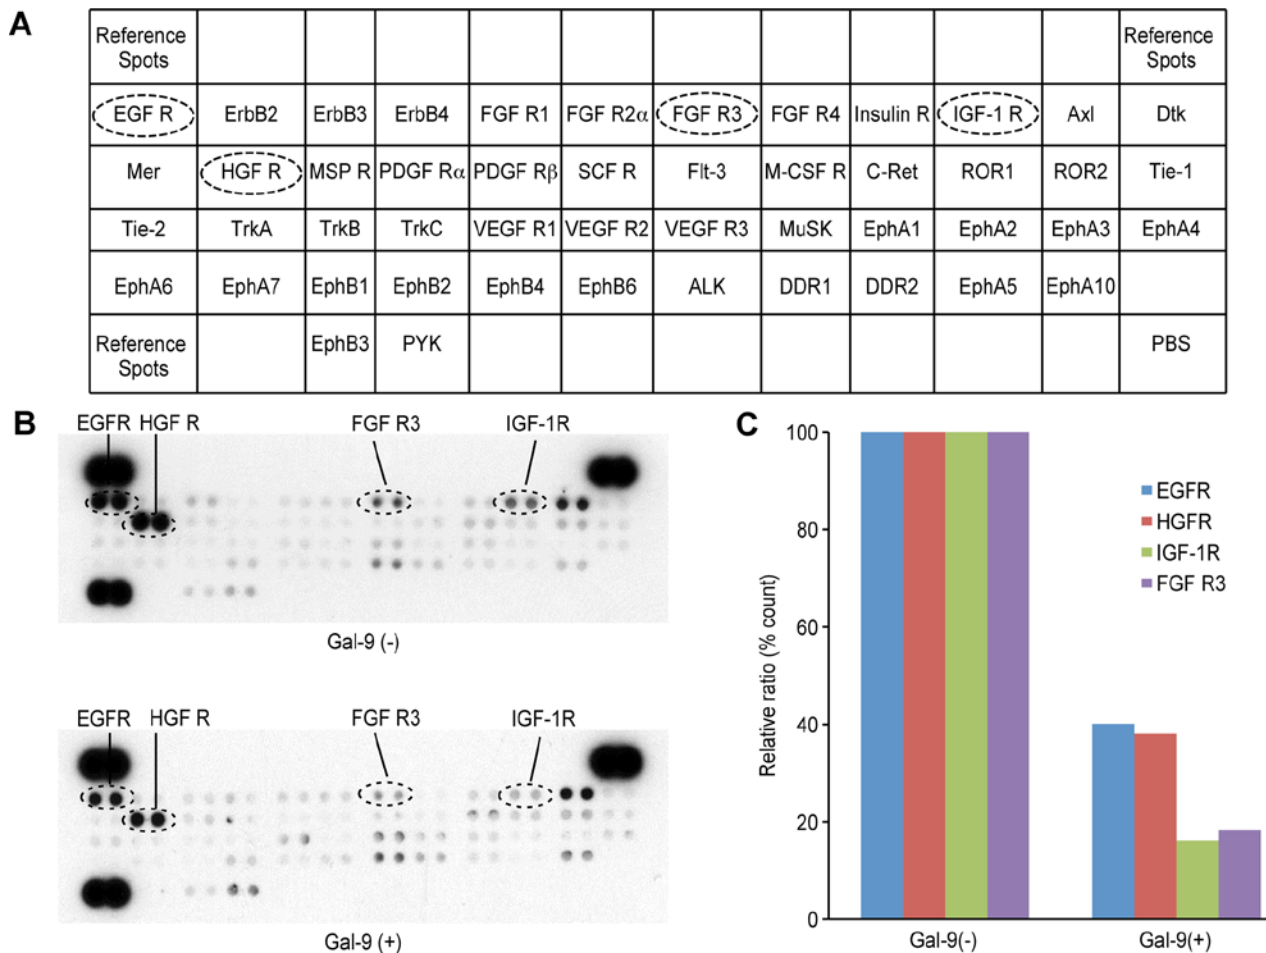 A
Reference Spots Reference Spots
EGF R ErbB2 ErbB3 ErbB4 FGF R1 FGF R2α FGF R3 FGF R4 Insulin R IGF-1 R Axl Dtk
Mer HGF R MSP R PDGF Rα PDGF Rβ SCF R Flt-3 M-CSF R C-Ret ROR1 ROR2 Tie-1
Tie-2 TrkA TrkB TrkC VEGF R1 VEGF R2 VEGF R3 MuSK EphA1 EphA2 EphA3 EphA4
EphA6 EphA7 EphB1 EphB2 EphB4 EphB6 ALK DDR1 DDR2 EphA5 EphA10
Reference Spots EphB3 PYK PBS
B
EGFR HGF R FGF R3 IGF-1R
Gal-9 (-)
EGFR HGF R FGF R3 IGF-1R
Gal-9 (+)
C
Relative ratio (% count)
100
80
60
40
20
0
EGFR
HGFR
IGF-1R
FGF R3
Gal-9(-) Gal-9(+)